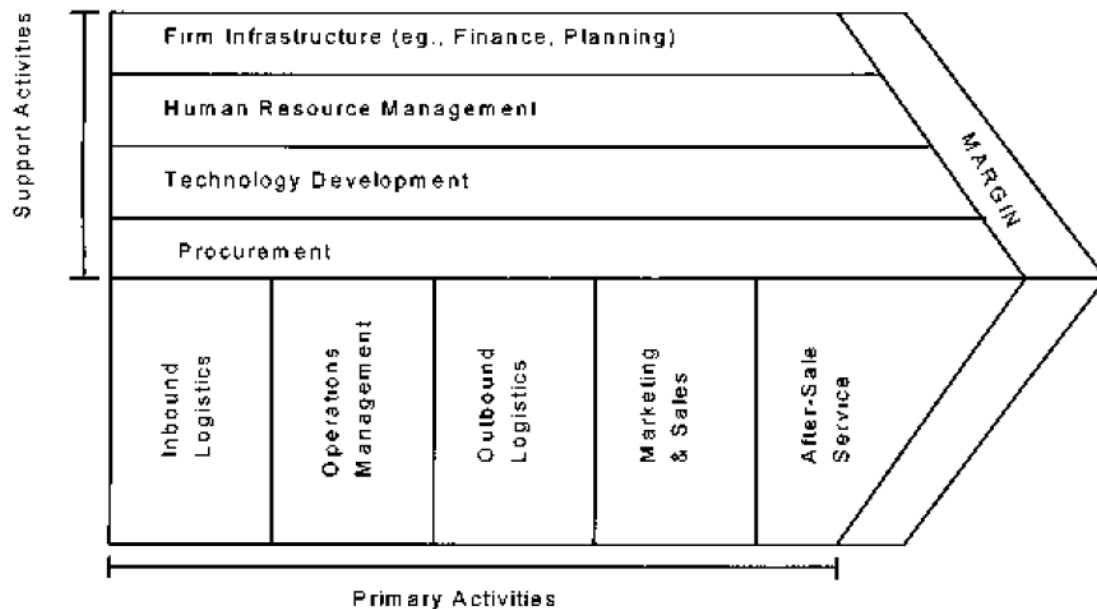 Support Activities
Firm Infrastructure (eg., Finance, Planning)
Human Resource Management
Technology Development
Procurement
MARGIN
Inbound
Logistics
Operations
Management
Outbound
Logistics
Marketing
& Sales
After-Sale
Service
Primary Activities